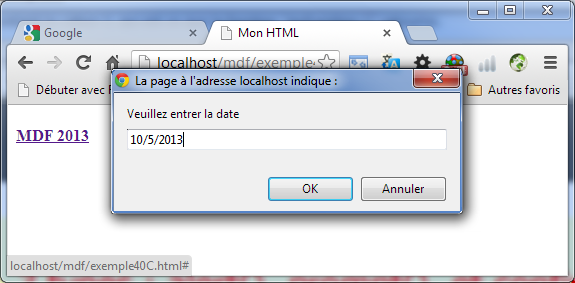 Google
Mon HTML
localhost/mdf/exemple
Débuter avec
Autres favoris
La page à l'adresse localhost indique :
Veuillez entrer la date
10/5/2013
OK
Annuler
MDF 2013
localhost/mdf/exemple40C.html#